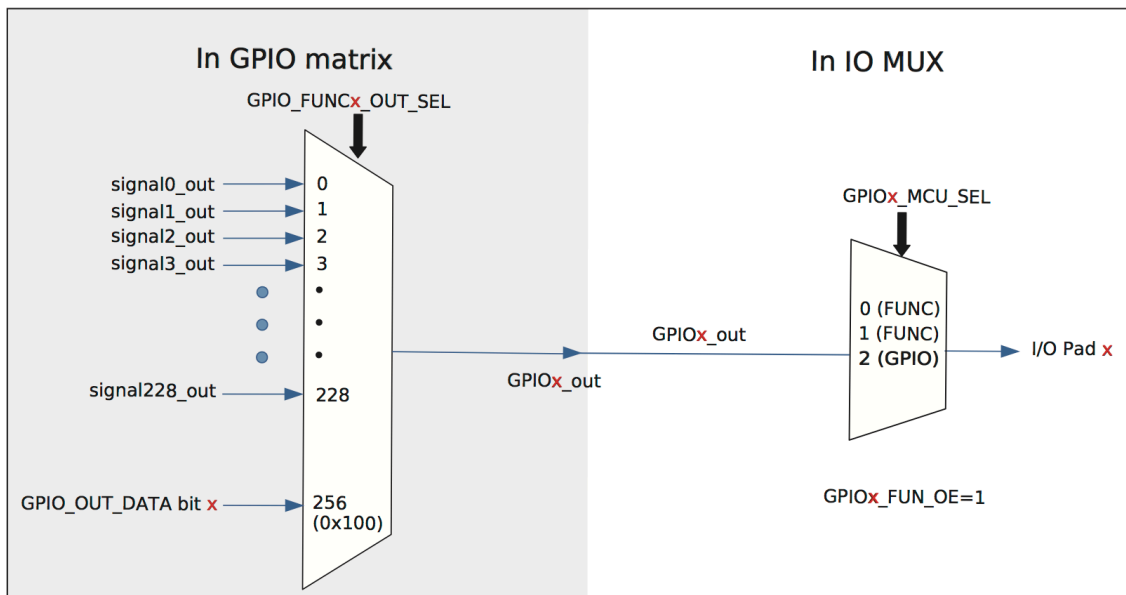 In GPIO matrix
GPIO_FUNCx_OUT_SEL
signal0_out
0
signal1_out
1
signal2_out
2
signal3_out
3
signal228_out
228
GPIO_OUT_DATA bit x
256
(0x100)
GPIOx_out
In IO MUX
GPIOx_MCU_SEL
GPIOx_out
0 (FUNC)
1 (FUNC)
2 (GPIO)
I/O Pad x
GPIOx_FUN_OE=1